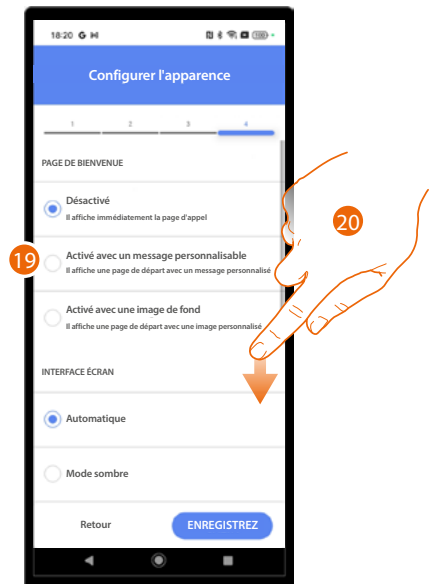 18:20 G
100
Configurer l'apparence
1 2 3 4
PAGE DE BIENVENUE
Désactivé
Il affiche immédiatement la page d'appel
19
20
Activé avec un message personnalisable
Il affiche une page de départ avec un message personnalisé
Activé avec une image de fond
Il affiche une page de départ avec une image personnalisé
INTERFACE ÉCRAN
Automatique
Mode sombre
Retour ENREGISTREZ